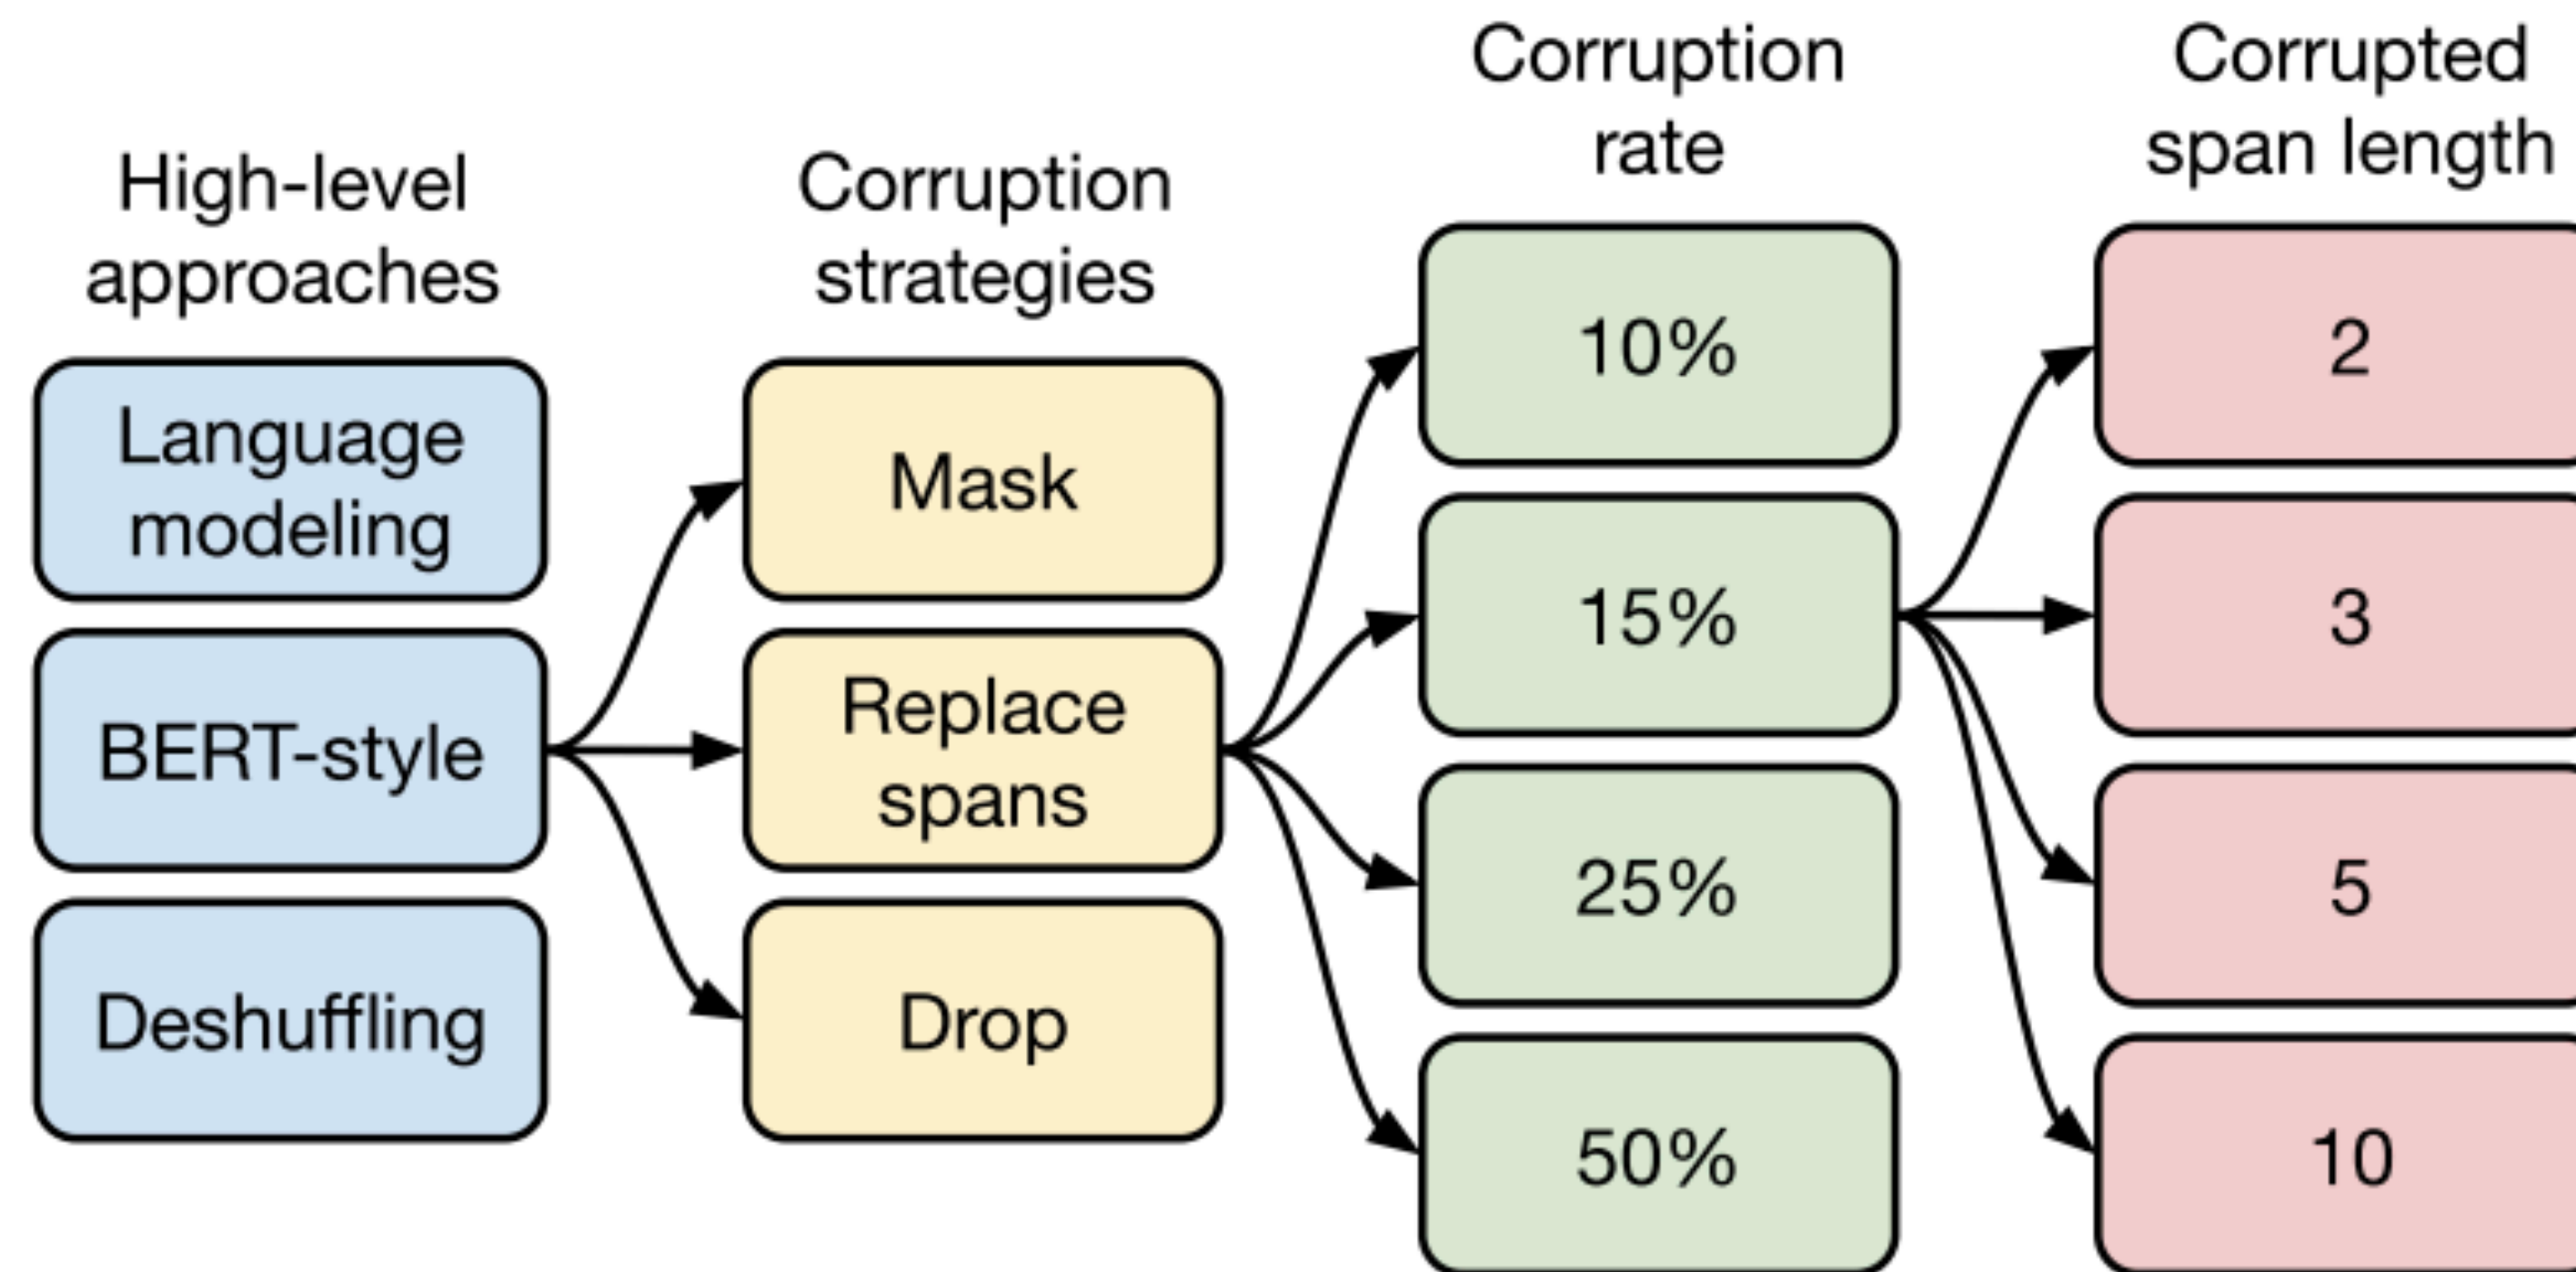 High-level
approaches
Language
modeling
BERT-style
Deshuffling
Corruption
strategies
Mask
Replace
spans
Drop
Corruption
rate
10%
15%
25%
50%
Corrupted
span length
2
3
5
10